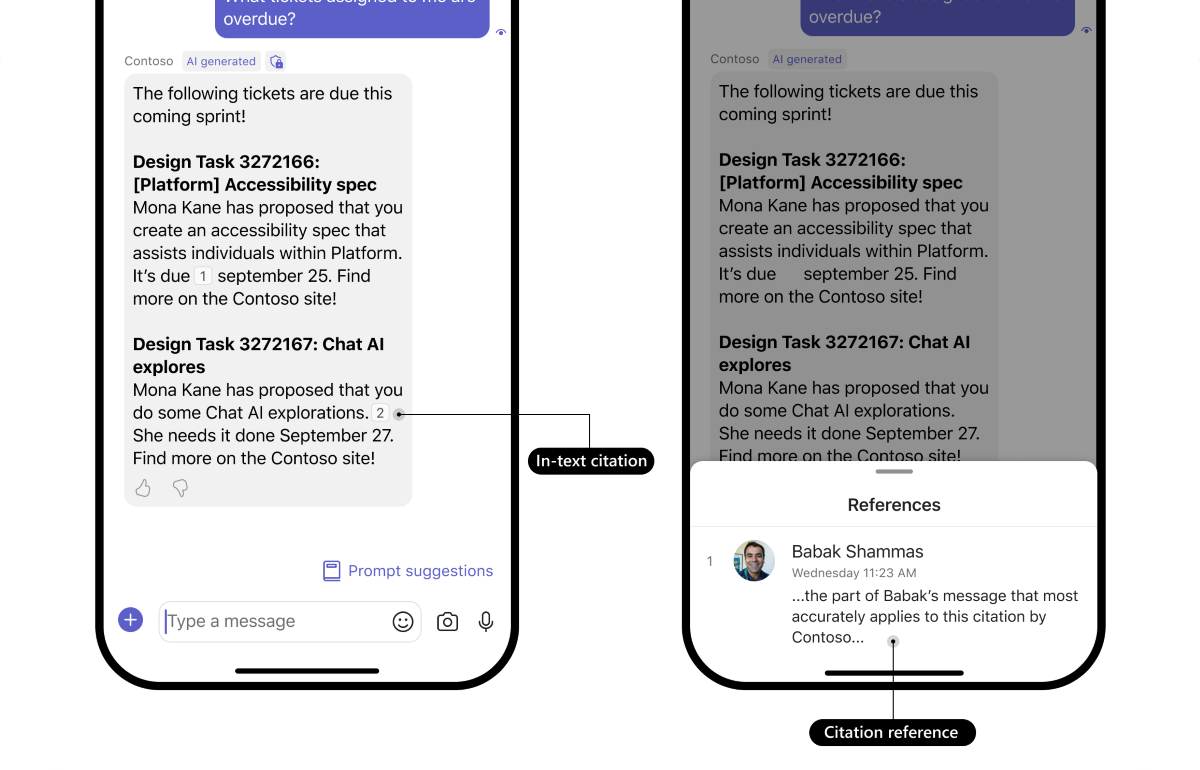 What tickets assigned to me are
overdue?
Contoso AI generated
The following tickets are due this
coming sprint!
Design Task 3272166:
[Platform] Accessibility spec
Mona Kane has proposed that you
create an accessibility spec that
assists individuals within Platform.
It’s due 1 september 25. Find
more on the Contoso site!
Design Task 3272167: Chat AI
explores
Mona Kane has proposed that you
do some Chat AI explorations. 2
She needs it done September 27.
Find more on the Contoso site!
Prompt suggestions
Type a message
In-text citation
overdue?
Contoso AI generated
The following tickets are due this
coming sprint!
Design Task 3272166:
[Platform] Accessibility spec
Mona Kane has proposed that you
create an accessibility spec that
assists individuals within Platform.
It’s due september 25. Find
more on the Contoso site!
Design Task 3272167: Chat AI
explores
Mona Kane has proposed that you
do some Chat AI explorations.
She needs it done September 27.
Find more on the Contoso site!
References
1
Babak Shammas
Wednesday 11:23 AM
...the part of Babak’s message that most
accurately applies to this citation by
Contoso...
Citation reference